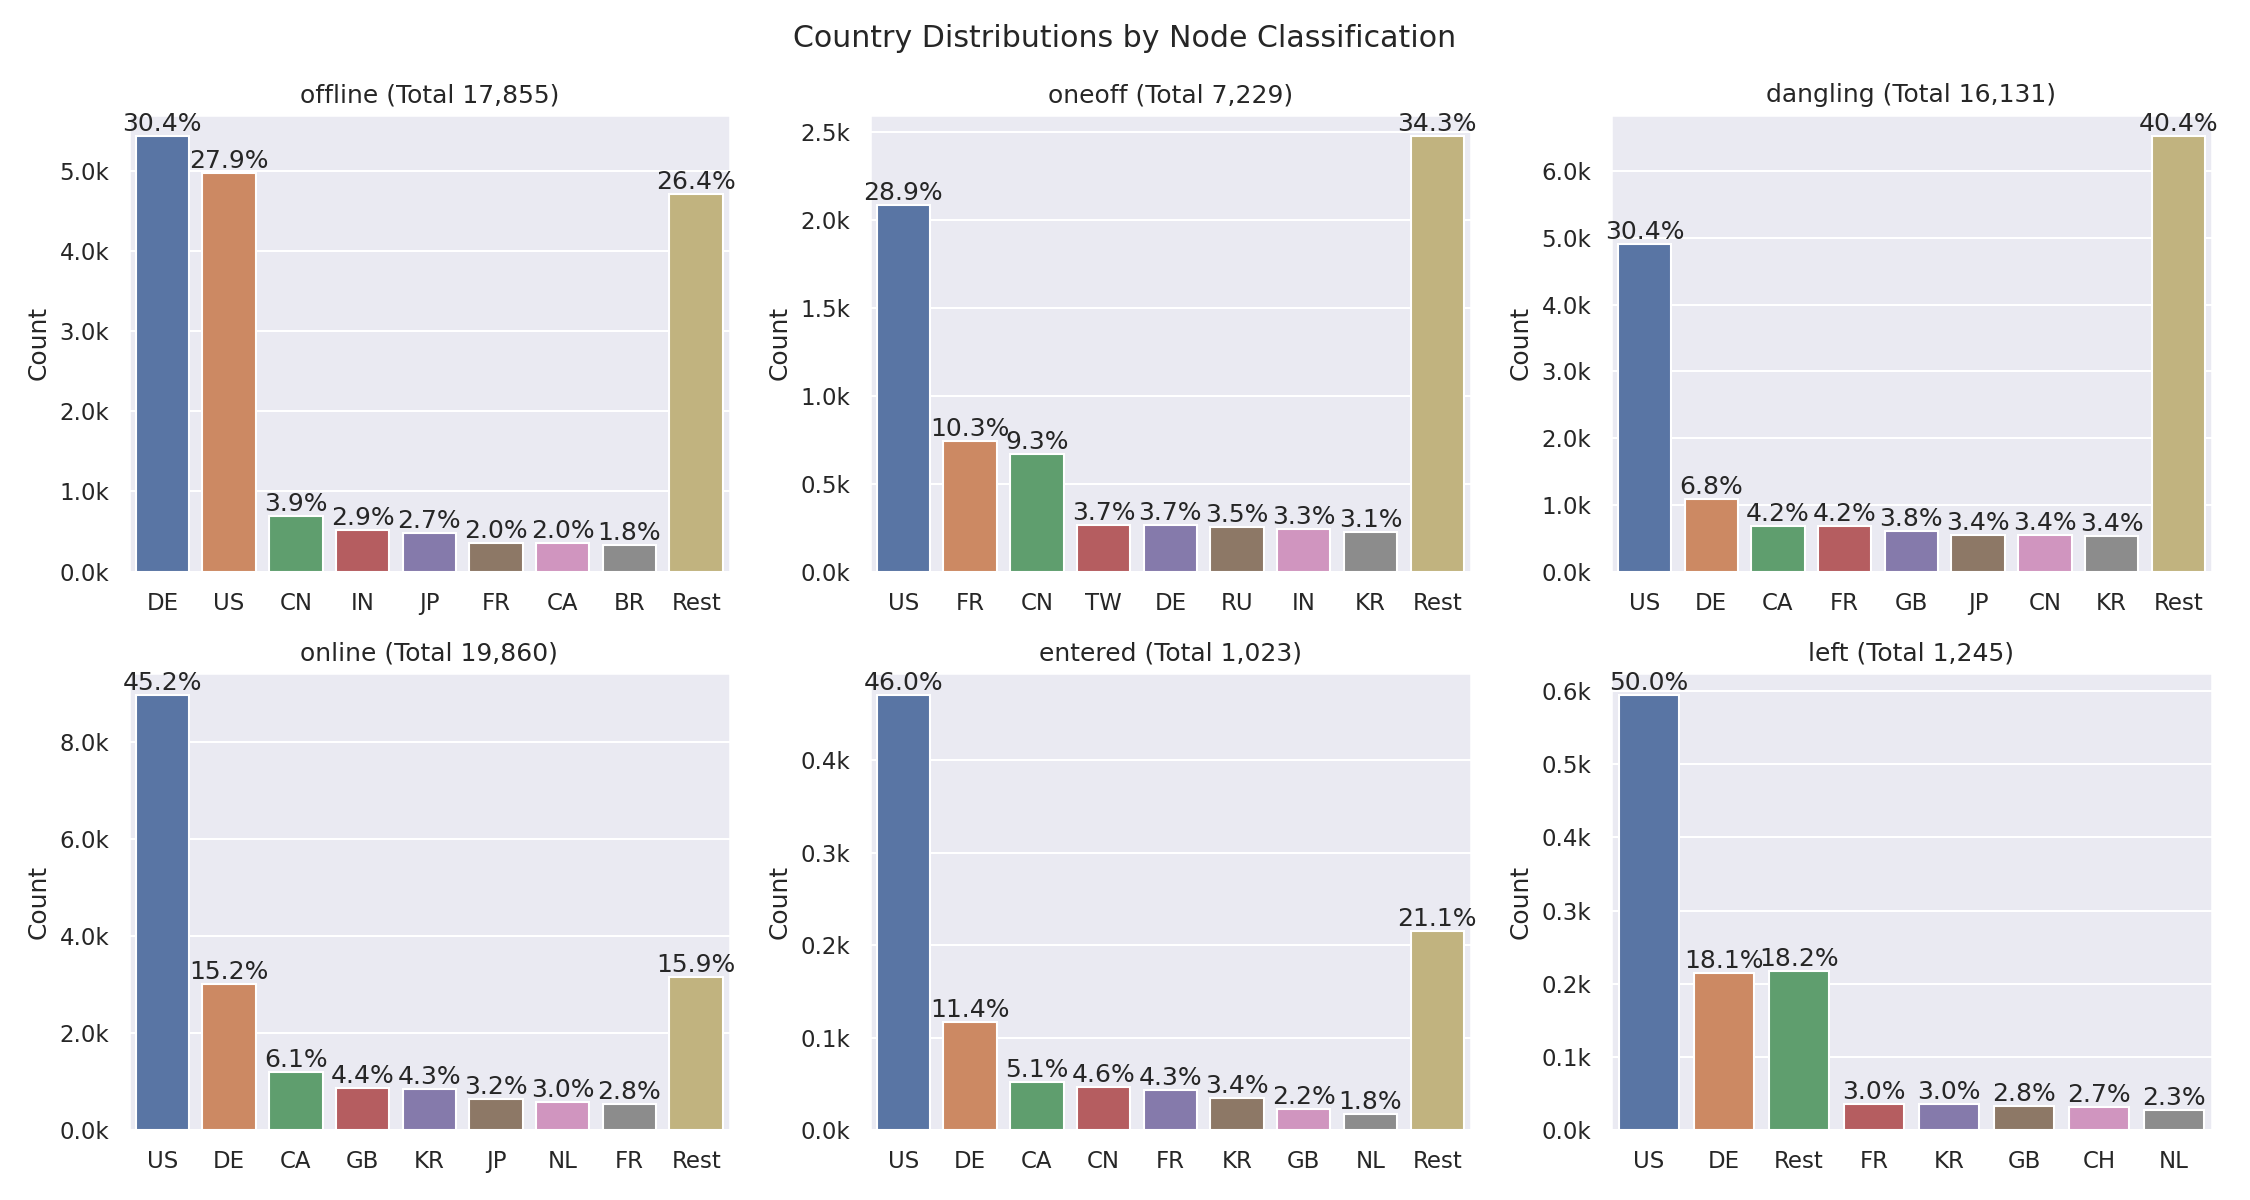 Country Distributions by Node Classification
offline (Total 17,855)
Count
5.0k
4.0k
3.0k
2.0k
1.0k
0.0k
30.4%
27.9%
3.9%
2.9%
2.7%
2.0%
2.0%
1.8%
26.4%
DE US CN IN JP FR CA BR Rest
oneoff (Total 7,229)
Count
2.5k
2.0k
1.5k
1.0k
0.5k
0.0k
28.9%
10.3%
9.3%
3.7%
3.7%
3.5%
3.3%
3.1%
34.3%
US FR CN TW DE RU IN KR Rest
dangling (Total 16,131)
Count
6.0k
5.0k
4.0k
3.0k
2.0k
1.0k
0.0k
30.4%
6.8%
4.2%
4.2%
3.8%
3.4%
3.4%
3.4%
40.4%
US DE CA FR GB JP CN KR Rest
online (Total 19,860)
Count
8.0k
6.0k
4.0k
2.0k
0.0k
45.2%
15.2%
6.1%
4.4%
4.3%
3.2%
3.0%
2.8%
15.9%
US DE CA GB KR JP NL FR Rest
entered (Total 1,023)
Count
0.4k
0.3k
0.2k
0.1k
0.0k
46.0%
11.4%
5.1%
4.6%
4.3%
3.4%
2.2%
1.8%
21.1%
US DE CA CN FR KR GB NL Rest
left (Total 1,245)
Count
0.6k
0.5k
0.4k
0.3k
0.2k
0.1k
0.0k
50.0%
18.1%
18.2%
3.0%
3.0%
2.8%
2.7%
2.3%
US DE Rest FR KR GB CH NL